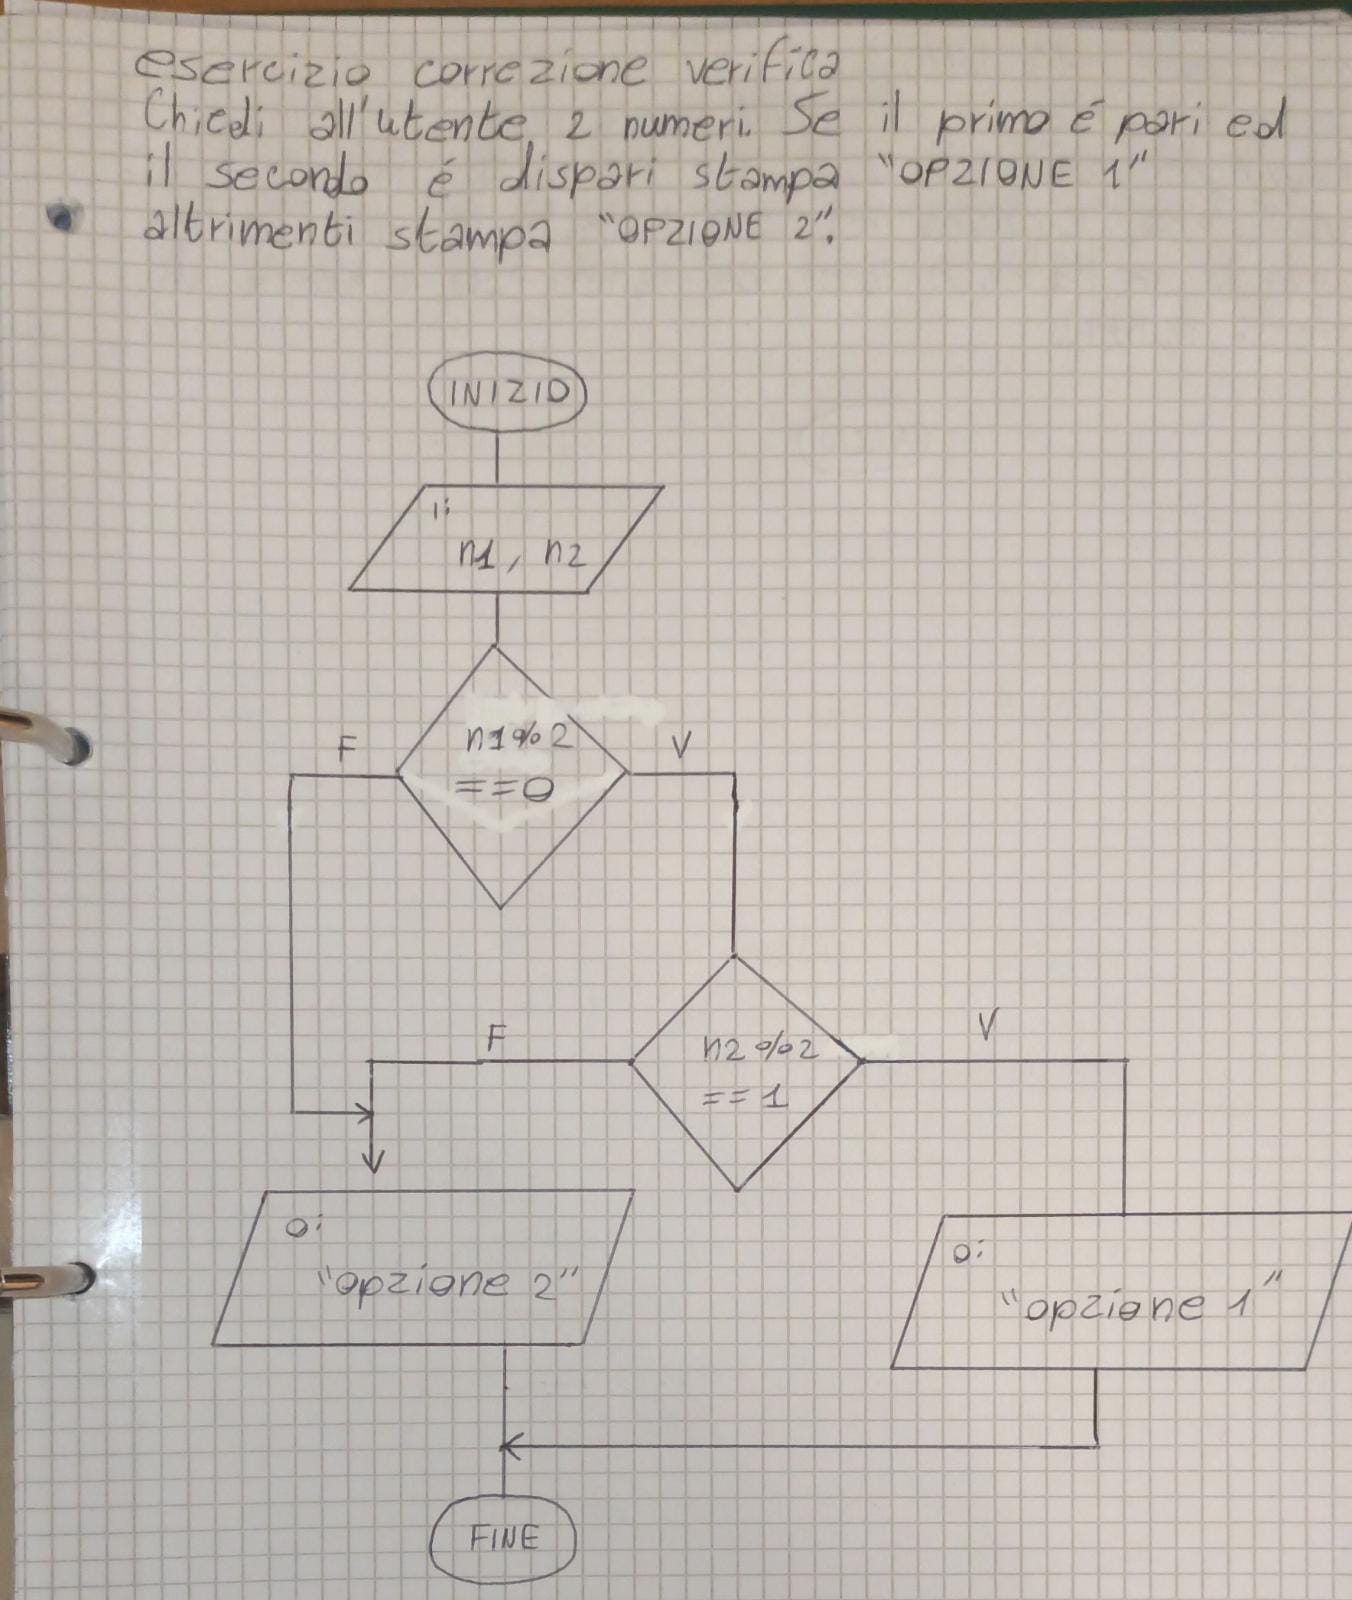 esercizio correzione verifica
Chiedi all'utente 2 numeri. Se il primo é pari ed
il secondo é dispari stampa "OPZIONE 1"
altrimenti stampa "OPZIONE 2".
INIZIO
i:
n1, n2
n1%2
==0
F
V
n2%2
==1
F
V
o:
"opzione 2"
o:
"opzione 1"
FINE